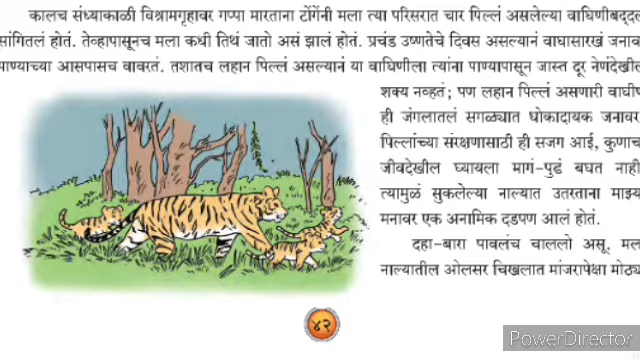 कालच संध्याकाळी विश्रामगृहावर गप्पा मारताना टोंगेंनी मला त्या परिसरात चार पिल्लं असलेल्या वाघिणीबद्दल
सांगितलं होतं. तेव्हापासूनच मला कधी तिथं जातो असं झालं होतं. प्रचंड उष्णतेचे दिवस असल्यानं वाघासारखं जनाव
पाण्याच्या आसपासच वावरतं. तशातच लहान पिल्लं असल्यानं या वाघिणीला त्यांना पाण्यापासून जास्त दूर नेणंदेखील
शक्य नव्हतं; पण लहान पिल्लं असणारी वाघीण
ही जंगलातलं सगळ्यात धोकादायक जनावर
पिल्लांच्या संरक्षणासाठी ही सजग आई, कुणाच
जीवदेखील घ्यायला मागं-पुढं बघत नाही
त्यामुळं सुकलेल्या नाल्यात उतरताना माझ्य
मनावर एक अनामिक दडपण आलं होतं.
दहा-बारा पावलंच चाललो असू. मल
नाल्यातील ओलसर चिखलात मांजरापेक्षा मोठ्य
४२
PowerDirector